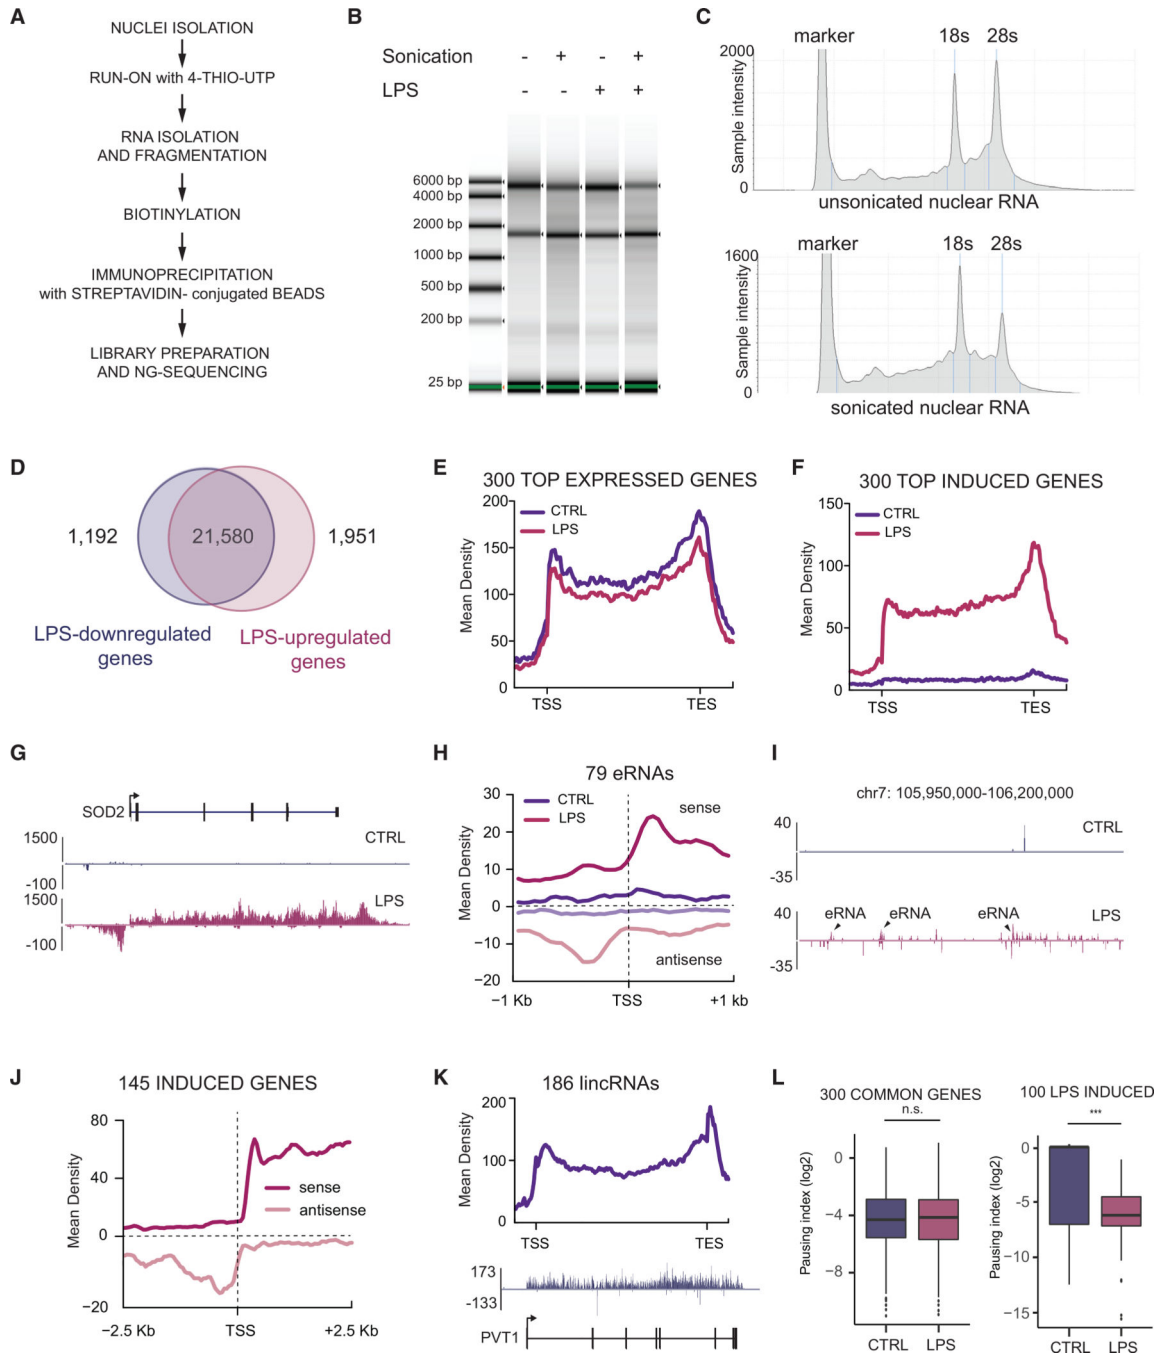 A
NUCLEI ISOLATION
RUN-ON with 4-THIO-UTP
RNA ISOLATION
AND FRAGMENTATION
BIOTINYLATION
IMMUNOPRECIPITATION
with STREPTAVIDIN- conjugated BEADS
LIBRARY PREPARATION
AND NG-SEQUENCING
B
Sonication - + - +
LPS - - + +
6000 bp
4000 bp
2000 bp
1000 bp
500 bp
200 bp
25 bp
C
marker 18s 28s
2000
Sample intensity
0
unsonicated nuclear RNA
marker 18s 28s
1600
Sample intensity
0
sonicated nuclear RNA
D
1,192 21,580 1,951
LPS-downregulated
genes
LPS-upregulated
genes
E
300 TOP EXPRESSED GENES
200
150
100
50
0
Mean Density
CTRL
LPS
TSS TES
F
300 TOP INDUCED GENES
150
100
50
0
Mean Density
CTRL
LPS
TSS TES
G
SOD2
1500
-100
CTRL
1500
-100
LPS
H
79 eRNAs
30
20
10
0
−10
−20
Mean Density
CTRL
LPS
sense
antisense
−1 Kb TSS +1 kb
I
chr7: 105,950,000-106,200,000
40
-35
CTRL
40
-35
eRNA eRNA eRNA LPS
J
145 INDUCED GENES
80
40
0
−20
Mean Density
sense
antisense
−2.5 Kb TSS +2.5 Kb
K
186 lincRNAs
200
100
0
Mean Density
TSS TES
173
-133
PVT1
L
300 COMMON GENES
n.s.
0
−4
−8
Pausing index (log2)
CTRL LPS
100 LPS INDUCED
***
0
−5
−10
−15
Pausing index (log2)
CTRL LPS